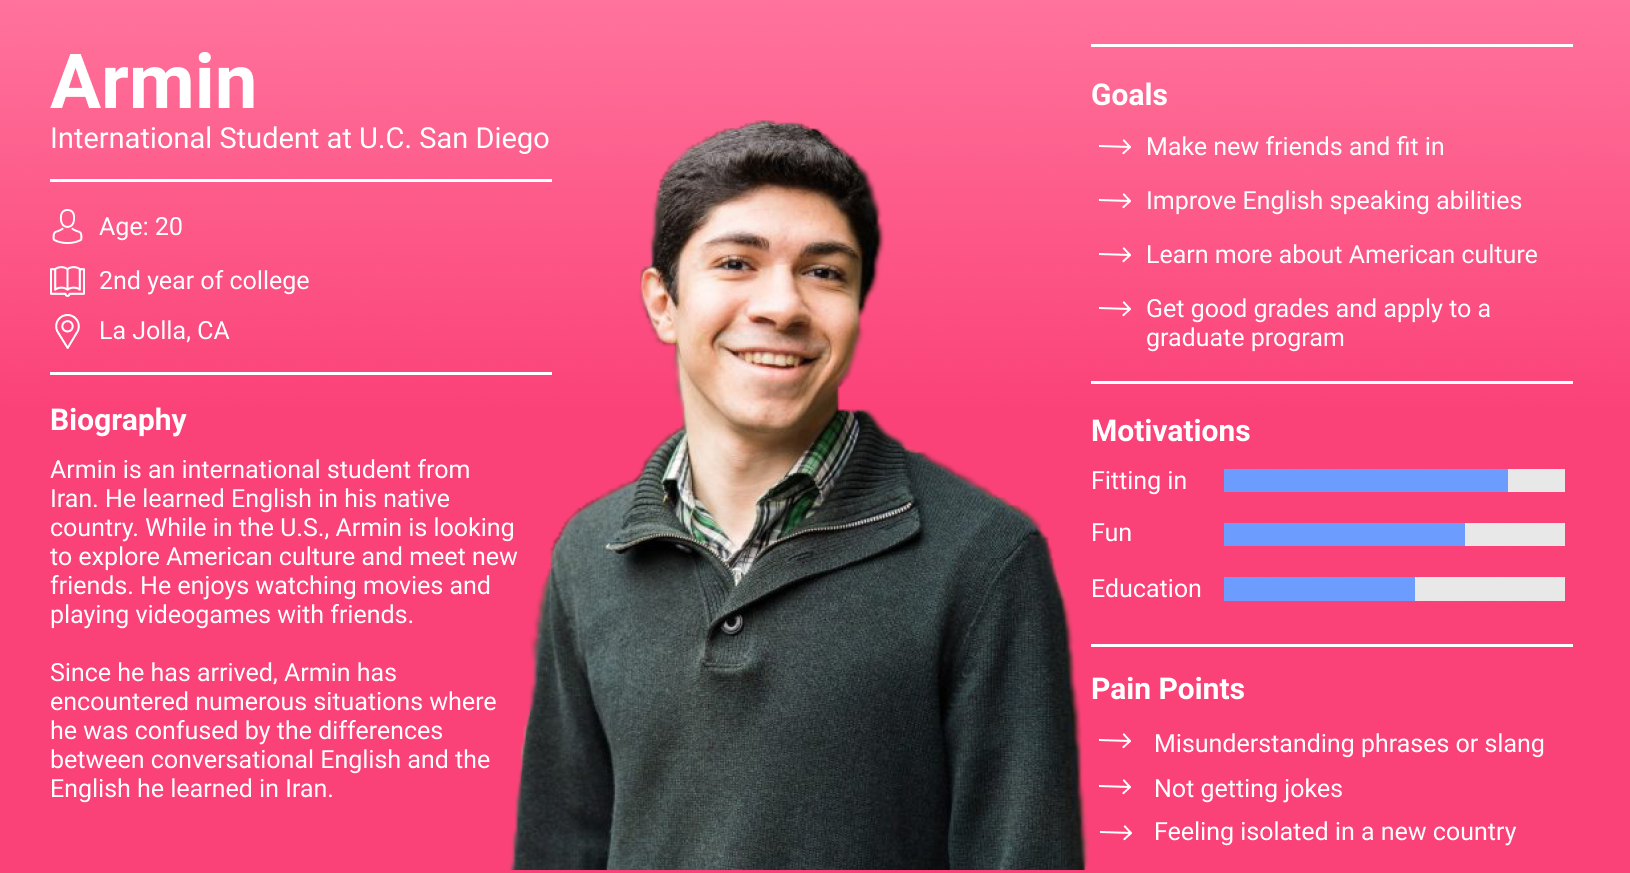 Armin
International Student at U.C. San Diego
Age: 20
2nd year of college
La Jolla, CA
Biography
Armin is an international student from
Iran. He learned English in his native
country. While in the U.S., Armin is looking
to explore American culture and meet new
friends. He enjoys watching movies and
playing videogames with friends.
Since he has arrived, Armin has
encountered numerous situations where
he was confused by the differences
between conversational English and the
English he learned in Iran.
Goals
Make new friends and fit in
Improve English speaking abilities
Learn more about American culture
Get good grades and apply to a
graduate program
Motivations
Fitting in
Fun
Education
Pain Points
Misunderstanding phrases or slang
Not getting jokes
Feeling isolated in a new country